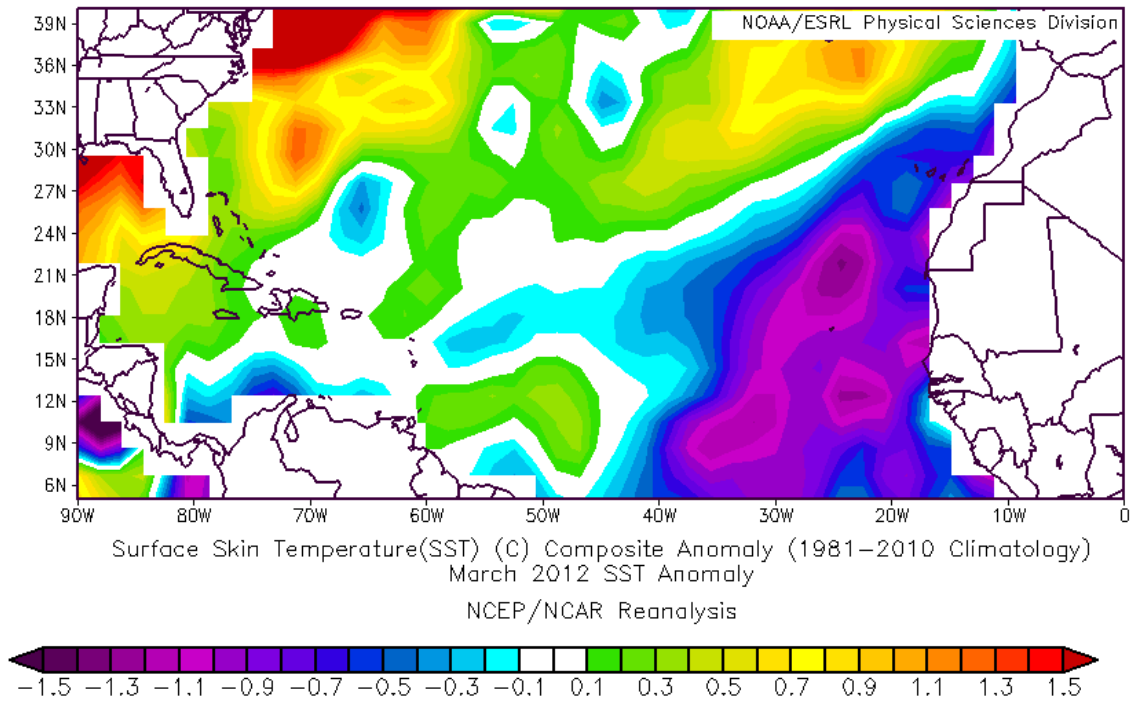 NOAA/ESRL Physical Sciences Division
39N
36N
33N
30N
27N
24N
21N
18N
15N
12N
9N
6N
90W 80W 70W 60W 50W 40W 30W 20W 10W 0
Surface Skin Temperature(SST) (C) Composite Anomaly (1981-2010 Climatology)
March 2012 SST Anomaly
NCEP/NCAR Reanalysis
-1.5 -1.3 -1.1 -0.9 -0.7 -0.5 -0.3 -0.1 0.1 0.3 0.5 0.7 0.9 1.1 1.3 1.5